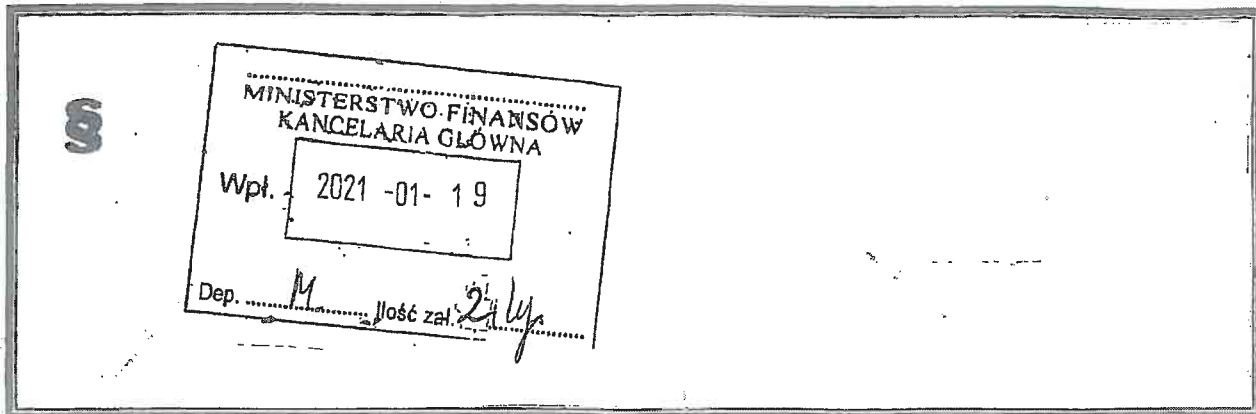 §
MINISTERSTWO FINANSÓW
KANCELARIA GŁÓWNA
Wpł. 2021 -01- 19
Dep. M Ilość zał. 2